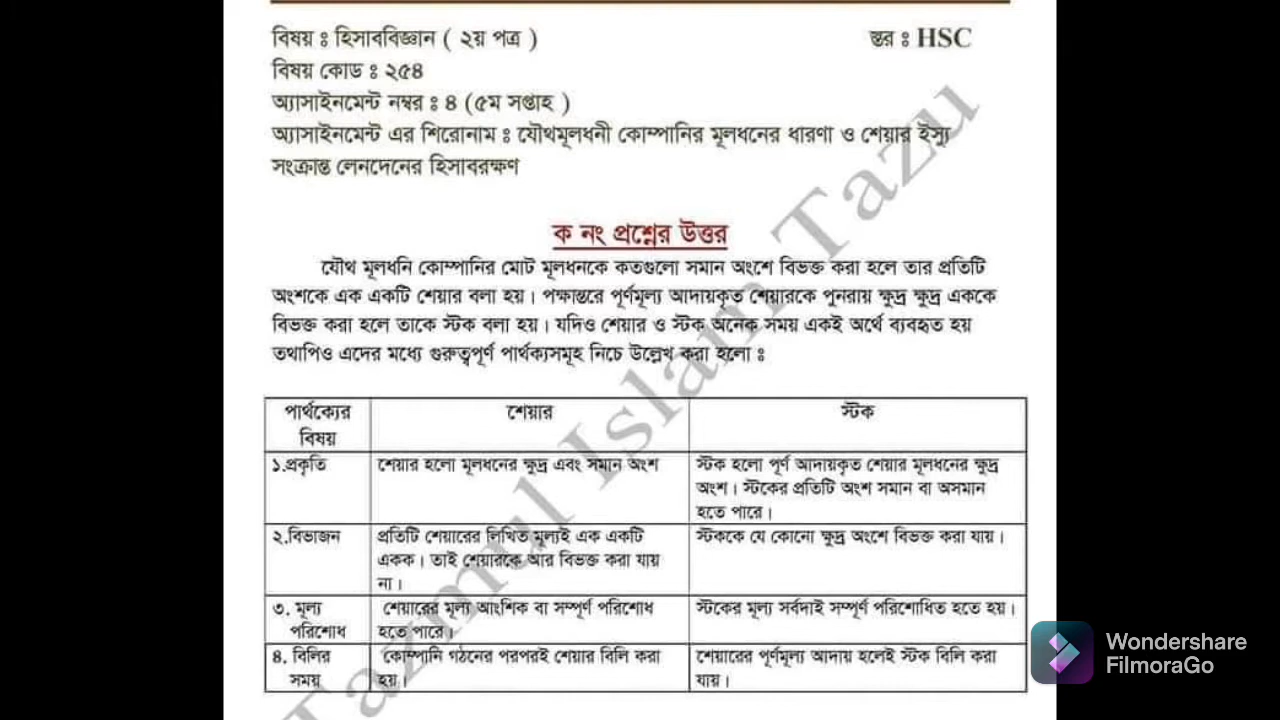 বিষয় ঃ হিসাববিজ্ঞান ( ২য় পত্র )
স্তর ঃ HSC
বিষয় কোড ঃ ২৫৪
অ্যাসাইনমেন্ট নম্বর ঃ ৪ (৫ম সপ্তাহ )
অ্যাসাইনমেন্ট এর শিরোনাম ঃ যৌথমূলধনী কোম্পানির মূলধনের ধারণা ও শেয়ার ইস্যু
সংক্রান্ত লেনদেনের হিসাবরক্ষণ
ক নং প্রশ্নের উত্তর
যৌথ মূলধনি কোম্পানির মোট মূলধনকে কতগুলো সমান অংশে বিভক্ত করা হলে তার প্রতিটি
অংশকে এক একটি শেয়ার বলা হয়। পক্ষান্তরে পূর্ণমূল্য আদায়কৃত শেয়ারকে পুনরায় ক্ষুদ্র ক্ষুদ্র এককে
বিভক্ত করা হলে তাকে স্টক বলা হয়। যদিও শেয়ার ও স্টক অনেক সময় একই অর্থে ব্যবহৃত হয়
তথাপিও এদের মধ্যে গুরুত্বপূর্ণ পার্থক্যসমূহ নিচে উল্লেখ করা হলো ঃ
পার্থক্যের
বিষয়
শেয়ার
স্টক
১.প্রকৃতি
শেয়ার হলো মূলধনের ক্ষুদ্র এবং সমান অংশ
স্টক হলো পূর্ণ আদায়কৃত শেয়ার মূলধনের ক্ষুদ্র
অংশ। স্টকের প্রতিটি অংশ সমান বা অসমান
হতে পারে।
২.বিভাজন
প্রতিটি শেয়ারের লিখিত মূল্যই এক একটি
একক। তাই শেয়ারকে আর বিভক্ত করা যায়
না।
স্টককে যে কোনো ক্ষুদ্র অংশে বিভক্ত করা যায়।
৩. মূল্য
পরিশোধ
শেয়ারের মূল্য আংশিক বা সম্পূর্ণ পরিশোধ
হতে পারে।
স্টকের মূল্য সর্বদাই সম্পূর্ণ পরিশোধিত হতে হয়।
৪. বিলির
সময়
কোম্পানি গঠনের পরপরই শেয়ার বিলি করা
হয়।
শেয়ারের পূর্ণমূল্য আদায় হলেই স্টক বিলি করা
যায়।
Tazmul Islam Tazu
Wondershare
FilmoraGo